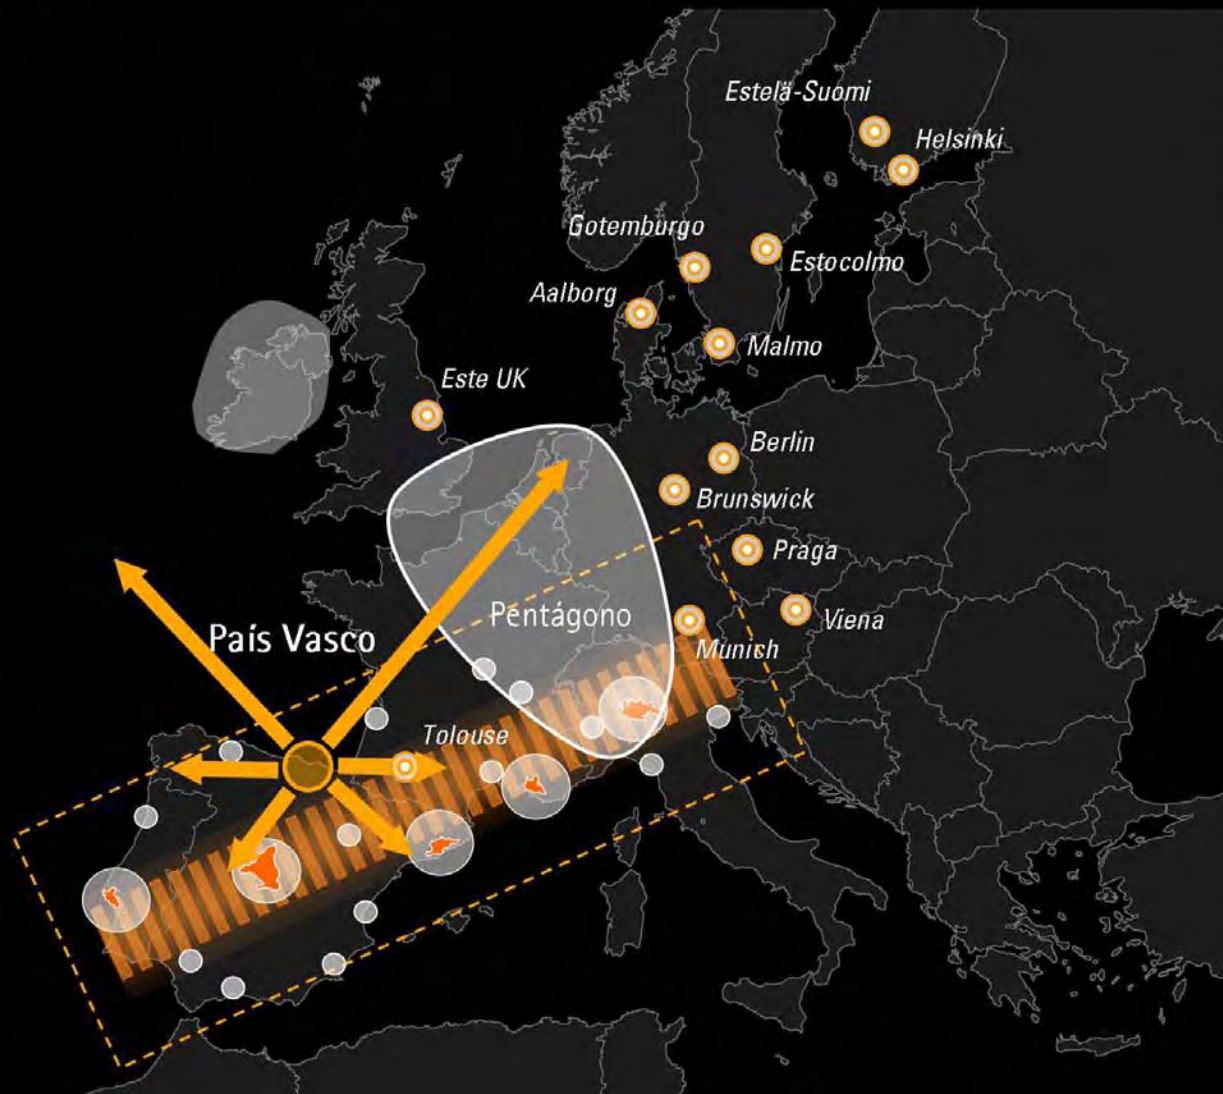 Estelä-Suomi
Helsinki
Gotemburgo
Estocolmo
Aalborg
Malmo
Este UK
Berlin
Brunswick
Praga
Pentágono
Viena
País Vasco
Munich
Tolouse